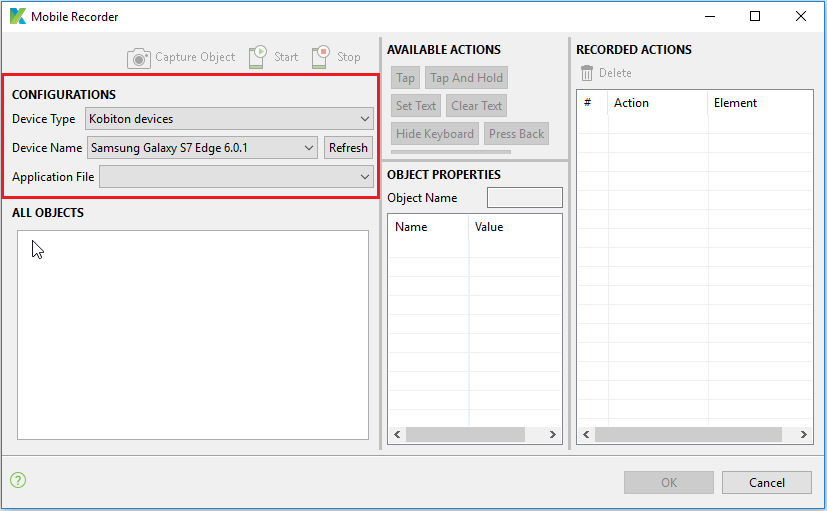 Mobile Recorder
Capture Object
Start
Stop
CONFIGURATIONS
Device Type
Kobiton devices
Device Name
Samsung Galaxy S7 Edge 6.0.1
Refresh
Application File
ALL OBJECTS
AVAILABLE ACTIONS
Tap
Tap And Hold
Set Text
Clear Text
Hide Keyboard
Press Back
OBJECT PROPERTIES
Object Name
Name
Value
RECORDED ACTIONS
Delete
#
Action
Element
?
OK
Cancel